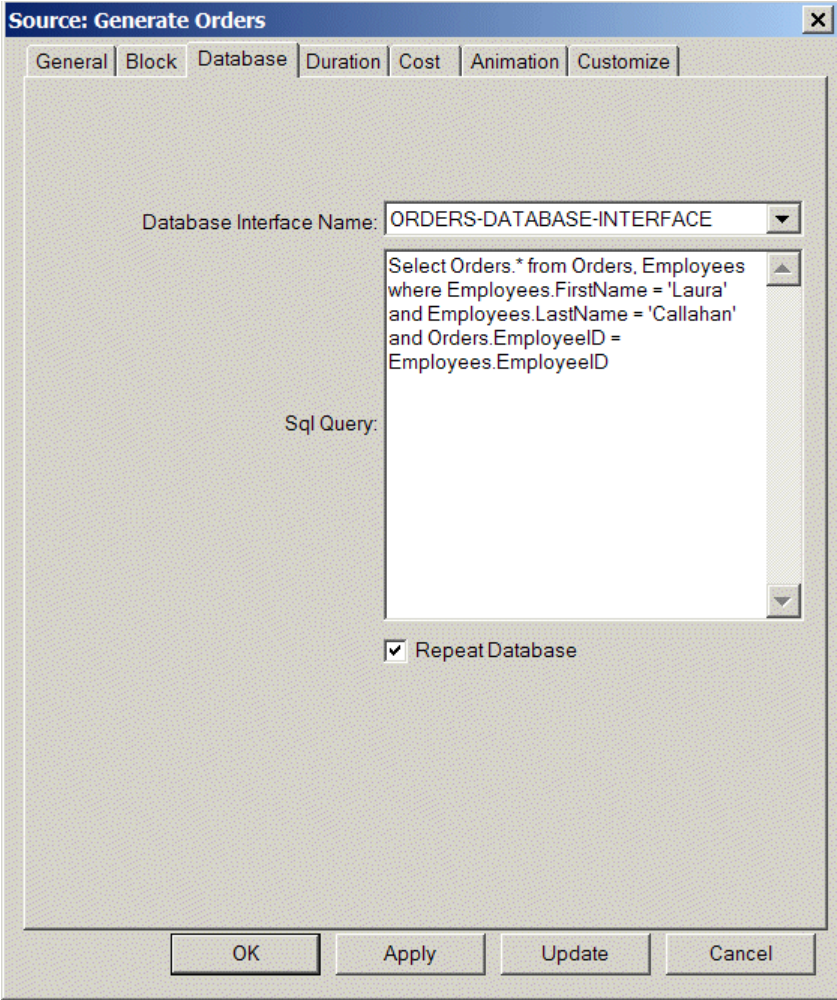 Source: Generate Orders
General Block Database Duration Cost Animation Customize
Database Interface Name: ORDERS-DATABASE-INTERFACE
Select Orders.* from Orders, Employees
where Employees.FirstName = 'Laura'
and Employees.LastName = 'Callahan'
and Orders.EmployeeID =
Employees.EmployeeID
Sql Query:
Repeat Database
OK Apply Update Cancel